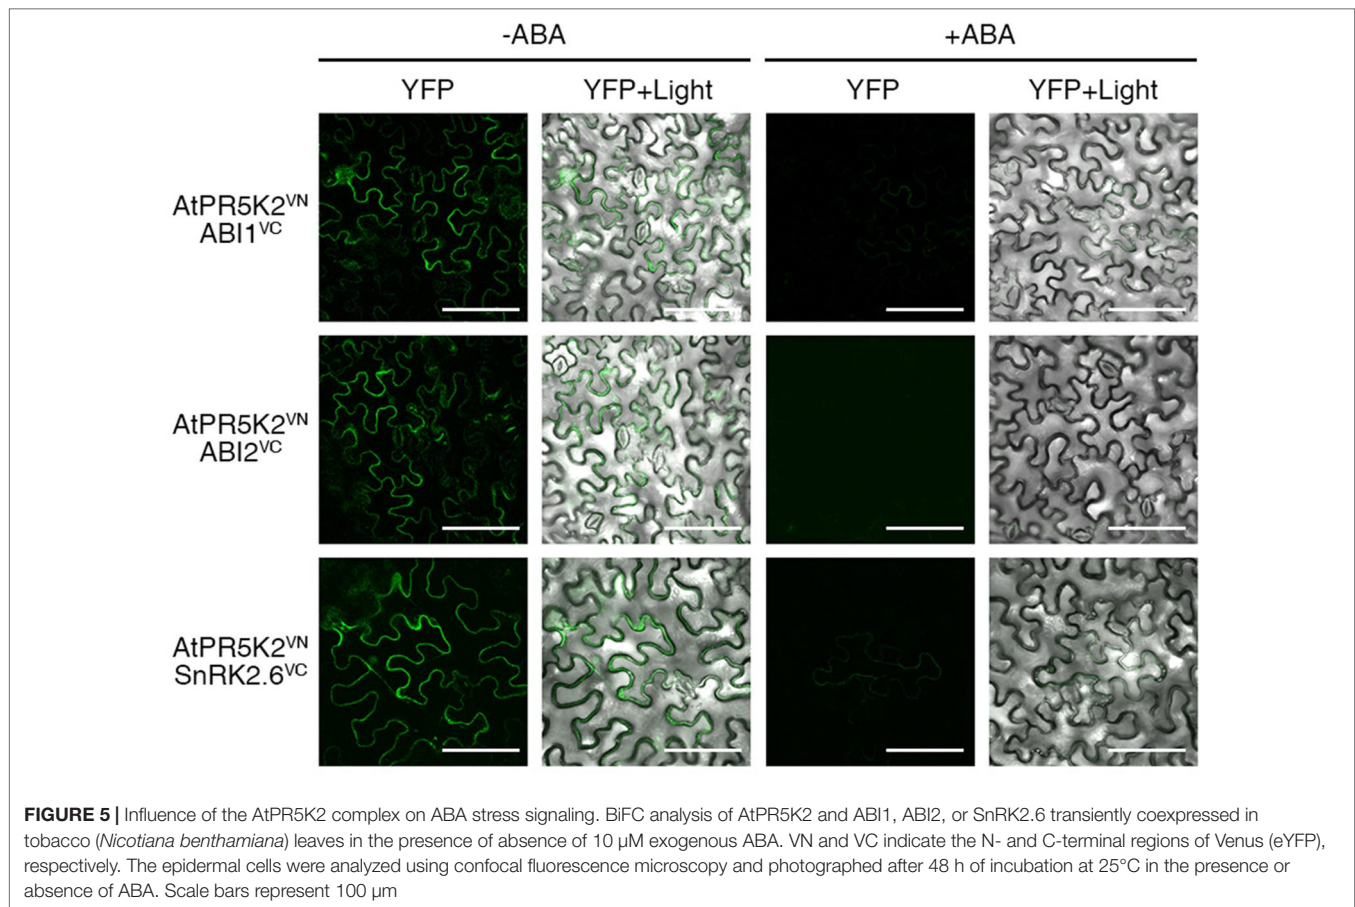 -ABA +ABA
YFP YFP+Light YFP YFP+Light
AtPR5K2VN
ABI1VC
AtPR5K2VN
ABI2VC
AtPR5K2VN
SnRK2.6VC
FIGURE 5 | Influence of the AtPR5K2 complex on ABA stress signaling. BiFC analysis of AtPR5K2 and ABI1, ABI2, or SnRK2.6 transiently coexpressed in
tobacco (Nicotiana benthamiana) leaves in the presence of absence of 10 µM exogenous ABA. VN and VC indicate the N- and C-terminal regions of Venus (eYFP),
respectively. The epidermal cells were analyzed using confocal fluorescence microscopy and photographed after 48 h of incubation at 25°C in the presence or
absence of ABA. Scale bars represent 100 µm